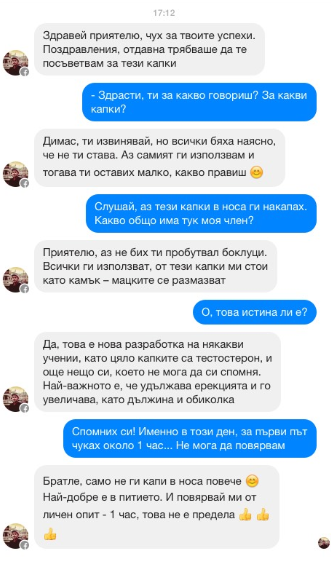 17:12
Здравей приятелю, чух за твоите успехи.
Поздравления, отдавна трябваше да те
посъветвам за тези капки
- Здрасти, ти за какво говориш? За какви
капки?
Димас, ти извинявай, но всички бяха наясно,
че не ти става. Аз самият ги използвам и
тогава ти оставих малко, какво правиш 😊
Слушай, аз тези капки в носа ги накапах.
Какво общо има тук моя член?
Приятелю, аз не бих ти пробутвал боклуци.
Всички ги използват, от тези капки ми стои
като камък – мацките се размазват
О, това истина ли е?
Да, това е нова разработка на някакви
учении, като цяло капките са тестостерон, и
още нещо си, което не мога да си спомня.
Най-важното е, че удължава ерекцията и го
увеличава, като дължина и обиколка
Спомних си! Именно в този ден, за първи път
чуках около 1 час... Не мога да повярвам
Братле, само не ги капи в носа повече 😊
Най-добре е в питието. И повярвай ми от
личен опит - 1 час, това не е предела 👍 👍
👍